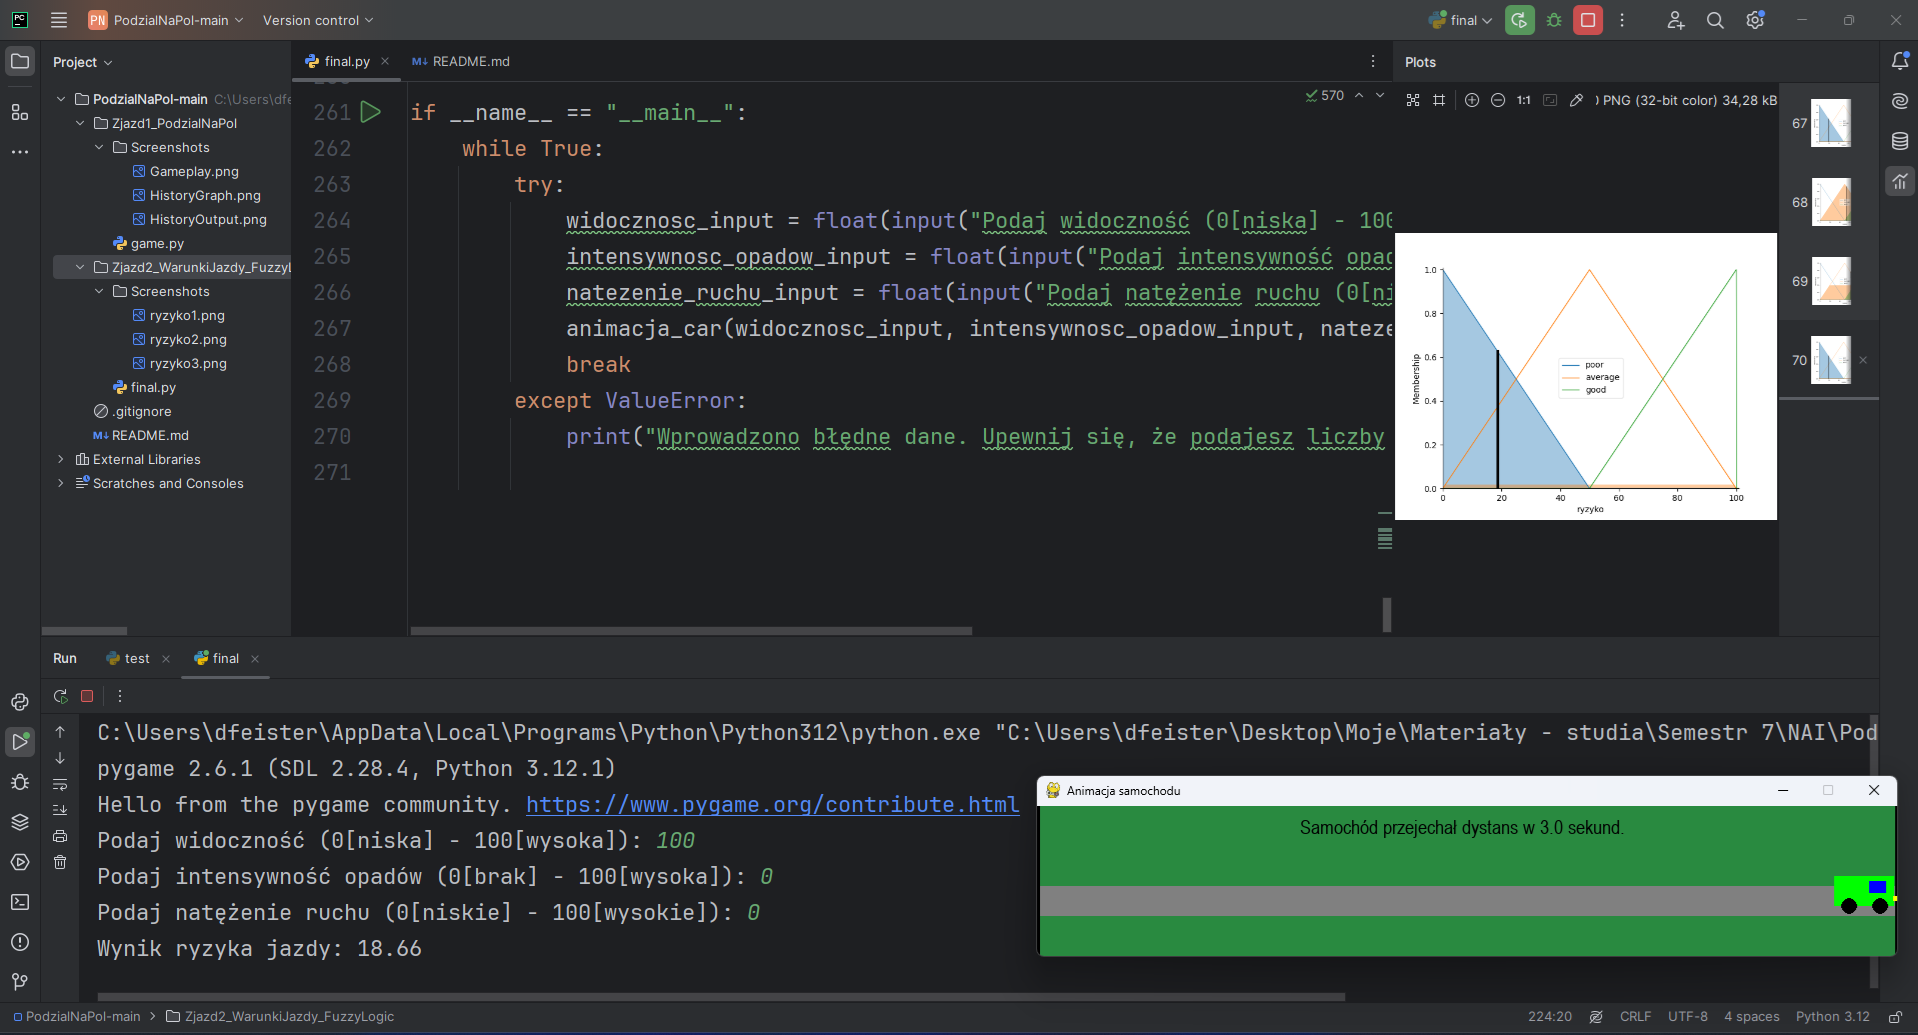 PC
PN PodzialNaPol-main
Version control
final
Project
final.py
README.md
Plots
PodzialNaPol-main C:\Users\dfe
Zjazd1_PodzialNaPol
Screenshots
Gameplay.png
HistoryGraph.png
HistoryOutput.png
game.py
Zjazd2_WarunkiJazdy_FuzzyL
Screenshots
ryzyko1.png
ryzyko2.png
ryzyko3.png
final.py
.gitignore
M↓ README.md
External Libraries
Scratches and Consoles
570
261 if __name__ == "__main__":
262 while True:
263 try:
264 widocznosc_input = float(input("Podaj widoczność (0[niska] - 100
265 intensywnosc_opadow_input = float(input("Podaj intensywność opad
266 natezenie_ruchu_input = float(input("Podaj natężenie ruchu (0[ni
267 animacja_car(widocznosc_input, intensywnosc_opadow_input, nateze
268 break
269 except ValueError:
270 print("Wprowadzono błędne dane. Upewnij się, że podajesz liczby
271
1:1
) PNG (32-bit color) 34,28 kB
67
68
69
70
1.0
0.8
0.6
0.4
0.2
0.0
Membership
poor
average
good
0 20 40 60 80 100
ryzyko
Run
test
final
C:\Users\dfeister\AppData\Local\Programs\Python\Python312\python.exe "C:\Users\dfeister\Desktop\Moje\Materiały - studia\Semestr 7\NAI\Pod
pygame 2.6.1 (SDL 2.28.4, Python 3.12.1)
Hello from the pygame community. https://www.pygame.org/contribute.html
Podaj widoczność (0[niska] - 100[wysoka]): 100
Podaj intensywność opadów (0[brak] - 100[wysoka]): 0
Podaj natężenie ruchu (0[niskie] - 100[wysokie]): 0
Wynik ryzyka jazdy: 18.66
Animacja samochodu
Samochód przejechał dystans w 3.0 sekund.
PodzialNaPol-main > Zjazd2_WarunkiJazdy_FuzzyLogic
224:20 CRLF UTF-8 4 spaces Python 3.12